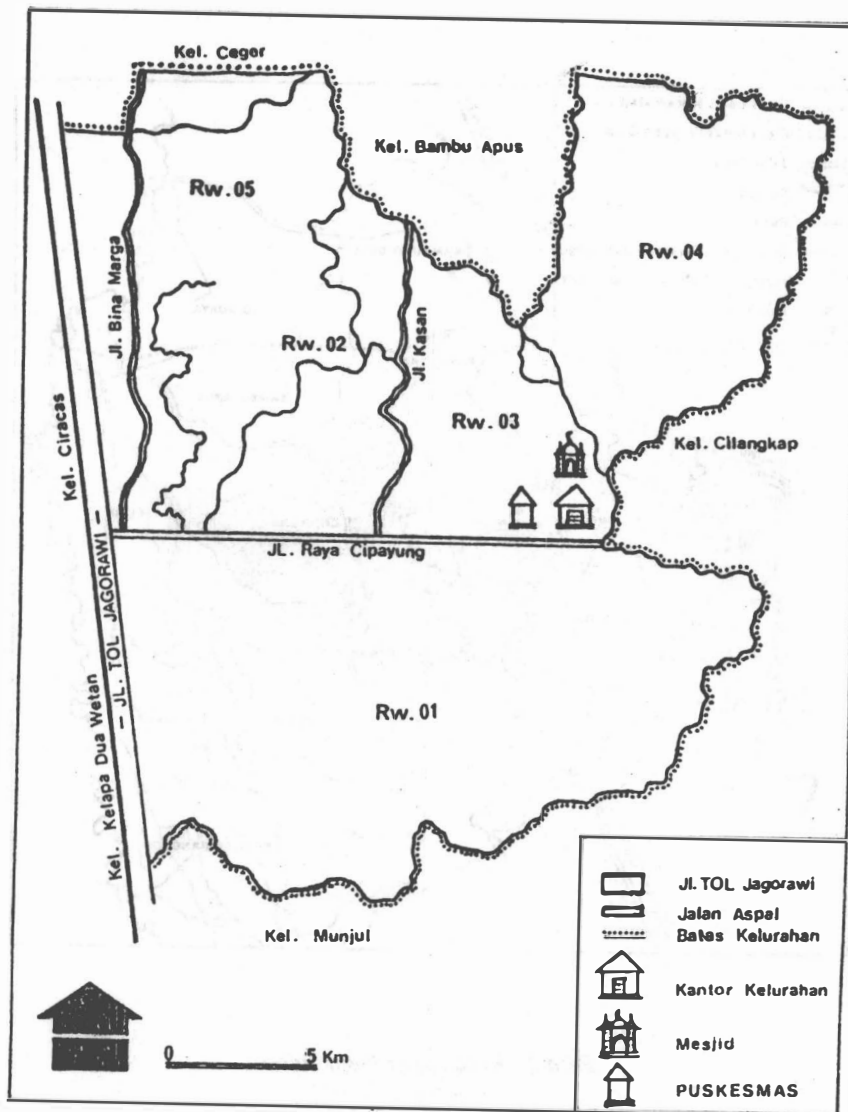 Kel. Ceger
Kel. Bambu Apus
Rw. 05
Rw. 04
Jl. Bina Marga
Rw. 02
Jl. Kasan
Rw. 03
Kel. Ciracas
Kel. Cilangkap
JL. Raya Cipayung
— JL. TOL JAGORAWI —
Kel. Kelapa Dua Wetan
Rw. 01
Kel. Munjul
0 5 Km
Jl. TOL Jagorawi
Jalan Aspal
Batas Kelurahan
Kantor Kelurahan
Mesjid
PUSKESMAS